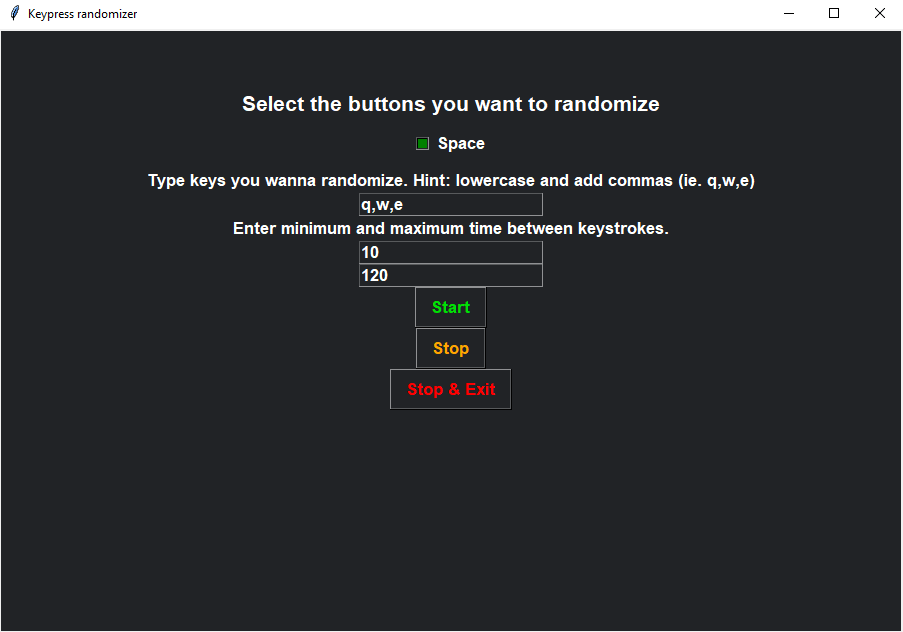 Keypress randomizer
Select the buttons you want to randomize
Space
Type keys you wanna randomize. Hint: lowercase and add commas (ie. q,w,e)
q,w,e
Enter minimum and maximum time between keystrokes.
10
120
Start
Stop
Stop & Exit